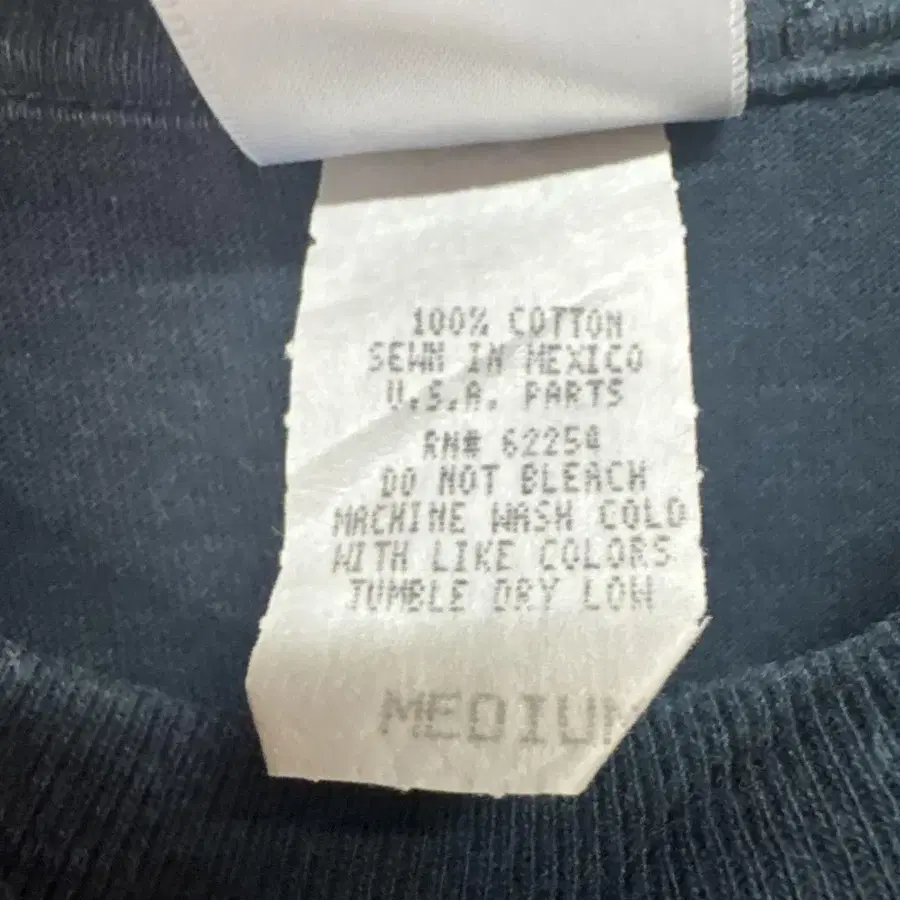 100% COTTON
SEWN IN MEXICO
U.S.A. PARTS
RN#
DO NOT BLEACH
MACHINE WASH COLD
WITH LIKE COLORS
TUMBLE DRY LOW
MEDIUM